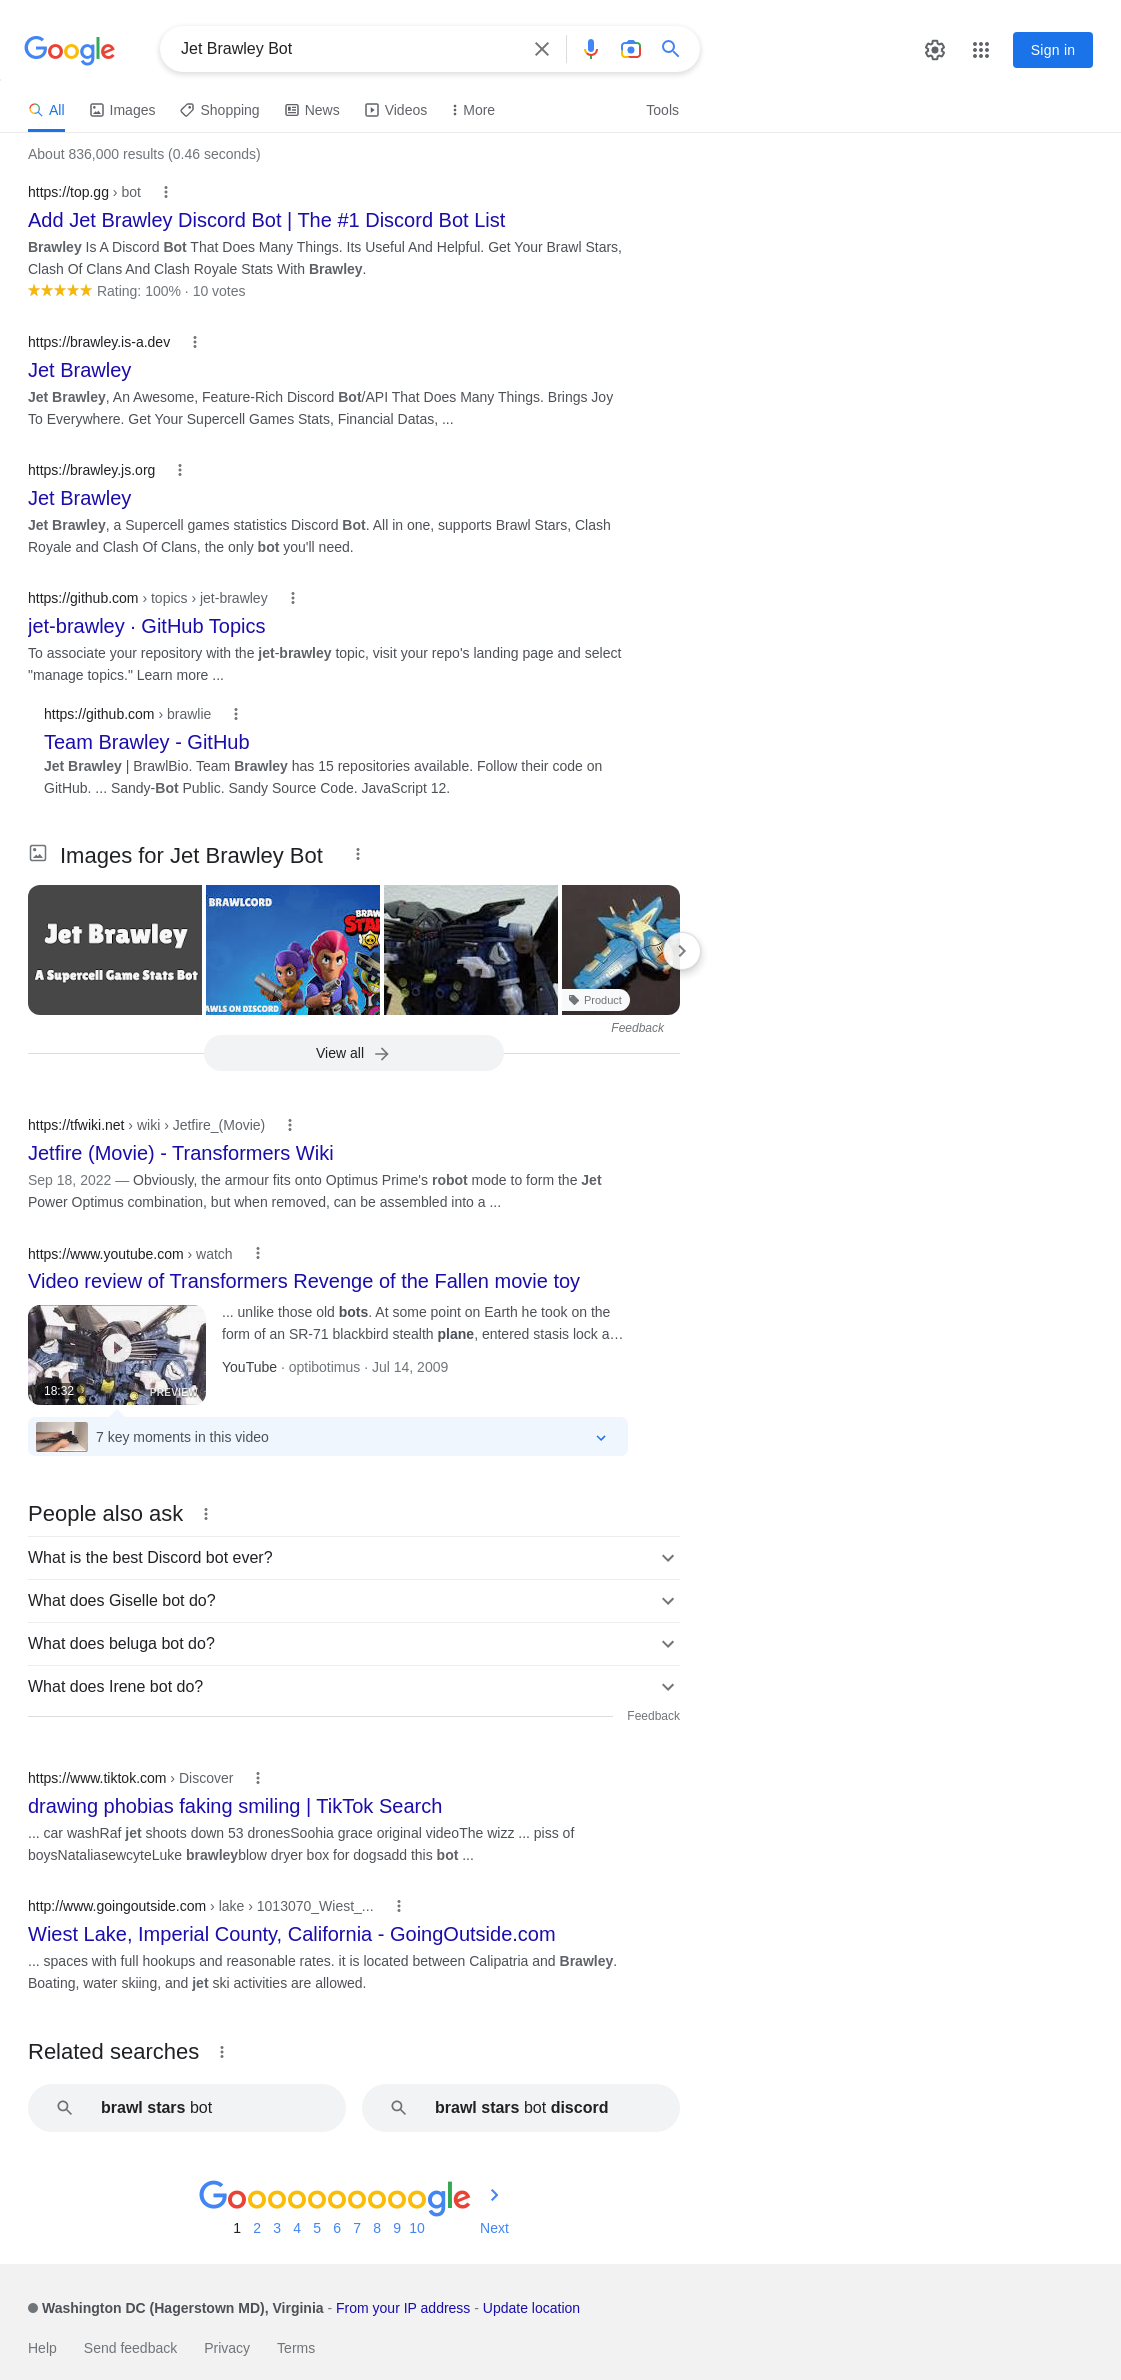 Google
Jet Brawley Bot
Sign in
All
Images
Shopping
News
Videos
More
Tools
About 836,000 results (0.46 seconds)
https://top.gg › bot
Add Jet Brawley Discord Bot | The #1 Discord Bot List
Brawley Is A Discord Bot That Does Many Things. Its Useful And Helpful. Get Your Brawl Stars,
Clash Of Clans And Clash Royale Stats With Brawley.
Rating: 100% · 10 votes
https://brawley.is-a.dev
Jet Brawley
Jet Brawley, An Awesome, Feature-Rich Discord Bot/API That Does Many Things. Brings Joy
To Everywhere. Get Your Supercell Games Stats, Financial Datas, ...
https://brawley.js.org
Jet Brawley
Jet Brawley, a Supercell games statistics Discord Bot. All in one, supports Brawl Stars, Clash
Royale and Clash Of Clans, the only bot you'll need.
https://github.com › topics › jet-brawley
jet-brawley · GitHub Topics
To associate your repository with the jet-brawley topic, visit your repo's landing page and select
"manage topics." Learn more ...
https://github.com › brawlie
Team Brawley - GitHub
Jet Brawley | BrawlBio. Team Brawley has 15 repositories available. Follow their code on
GitHub. ... Sandy-Bot Public. Sandy Source Code. JavaScript 12.
Images for Jet Brawley Bot
Jet Brawley
A Supercell Game Stats Bot
BRAWLCORD
BRAW
STA
AWLS ON DISCORD
Product
Feedback
View all
https://tfwiki.net › wiki › Jetfire_(Movie)
Jetfire (Movie) - Transformers Wiki
Sep 18, 2022 — Obviously, the armour fits onto Optimus Prime's robot mode to form the Jet
Power Optimus combination, but when removed, can be assembled into a ...
https://www.youtube.com › watch
Video review of Transformers Revenge of the Fallen movie toy
... unlike those old bots. At some point on Earth he took on the
form of an SR-71 blackbird stealth plane, entered stasis lock a…
YouTube · optibotimus · Jul 14, 2009
18:32
PREVIEW
7 key moments in this video
People also ask
What is the best Discord bot ever?
What does Giselle bot do?
What does beluga bot do?
What does Irene bot do?
Feedback
https://www.tiktok.com › Discover
drawing phobias faking smiling | TikTok Search
... car washRaf jet shoots down 53 dronesSoohia grace original videoThe wizz ... piss of
boysNataliasewcyteLuke brawleyblow dryer box for dogsadd this bot ...
http://www.goingoutside.com › lake › 1013070_Wiest_...
Wiest Lake, Imperial County, California - GoingOutside.com
... spaces with full hookups and reasonable rates. it is located between Calipatria and Brawley.
Boating, water skiing, and jet ski activities are allowed.
Related searches
brawl stars bot
brawl stars bot discord
Goooooooooogle
1 2 3 4 5 6 7 8 9 10 Next
Washington DC (Hagerstown MD), Virginia - From your IP address - Update location
Help Send feedback Privacy Terms